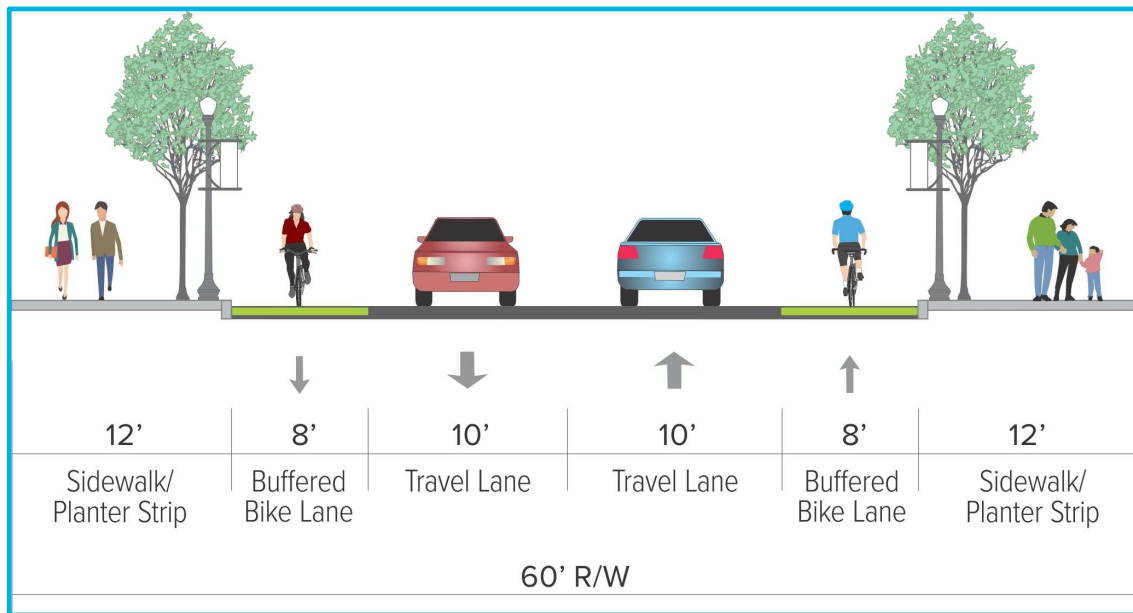 12’ 8’ 10’ 10’ 8’ 12’
Sidewalk/ Buffered Travel Lane Travel Lane Buffered Sidewalk/
Planter Strip Bike Lane Bike Lane Planter Strip
60’ R/W